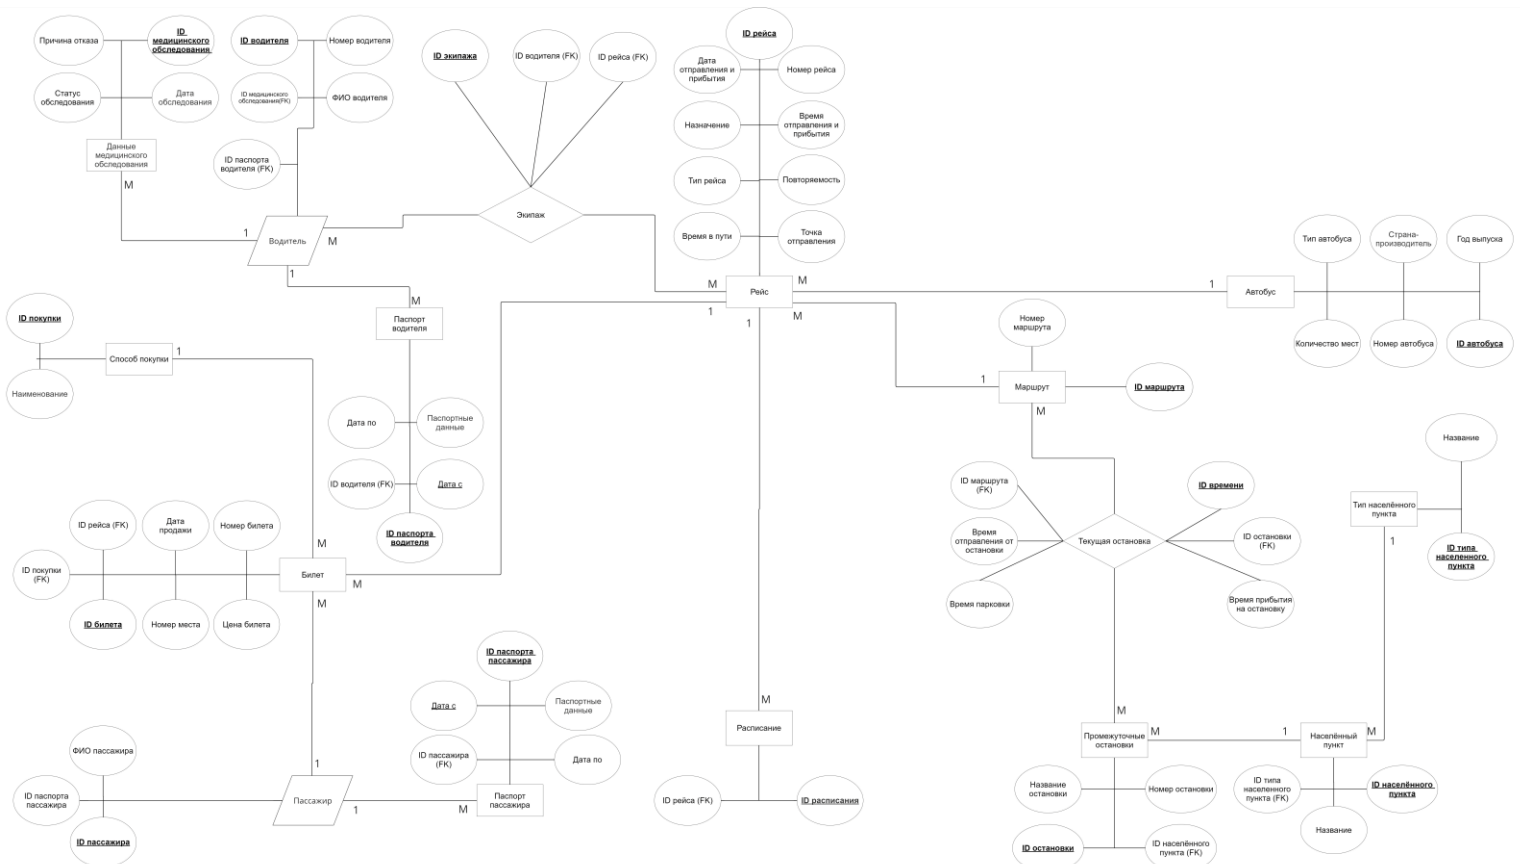 Причина отказа
ID
медицинского
обследования
Статус
обследования
Дата
обследования
Данные
медицинского
обследования
M
ID водителя
Номер водителя
ID медицинского
обследования(FK)
ФИО водителя
ID паспорта
водителя (FK)
1
Водитель
M
1
ID экипажа
ID водителя (FK)
ID рейса (FK)
Экипаж
ID рейса
Дата
отправления и
прибытия
Номер рейса
Назначение
Время
отправления и
прибытия
Тип рейса
Повторяемость
Время в пути
Точка
отправления
M
Рейс
M
1
1
M
1
Автобус
Тип автобуса
Страна-
производитель
Год выпуска
Количество мест
Номер автобуса
ID автобуса
M
Паспорт
водителя
Дата по
Паспортные
данные
ID водителя (FK)
Дата с
ID паспорта
водителя
ID покупки
Способ покупки
1
Наименование
Номер
маршрута
1
Маршрут
ID маршрута
M
ID маршрута
(FK)
ID времени
Время
отправления от
остановки
Текущая остановка
ID остановки
(FK)
Время парковки
Время прибытия
на остановку
Название
Тип населённого
пункта
ID типа
населенного
пункта
1
ID рейса (FK)
Дата
продажи
Номер билета
ID покупки
(FK)
M
Билет
M
M
ID билета
Номер места
Цена билета
ID паспорта
пассажира
Дата с
Паспортные
данные
ID пассажира
(FK)
Дата по
ФИО пассажира
ID паспорта
пассажира
ID пассажира
1
Пассажир
1
M
Паспорт
пассажира
M
Расписание
ID рейса (FK)
ID расписания
M
Промежуточные
остановки
M
1
Населённый
пункт
M
Название
остановки
Номер остановки
ID остановки
ID населённого
пункта (FK)
ID типа
населенного
пункта (FK)
ID населённого
пункта
Название